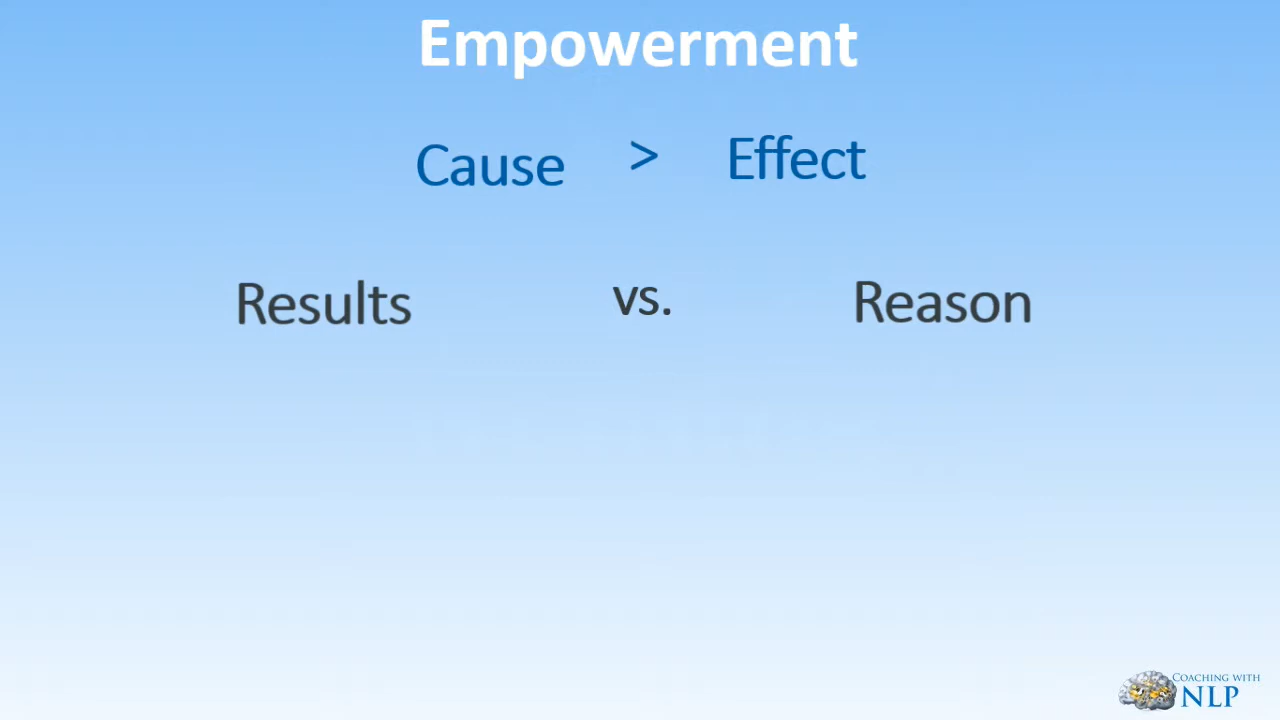 Empowerment
Cause > Effect
Results vs. Reason
COACHING WITH
NLP